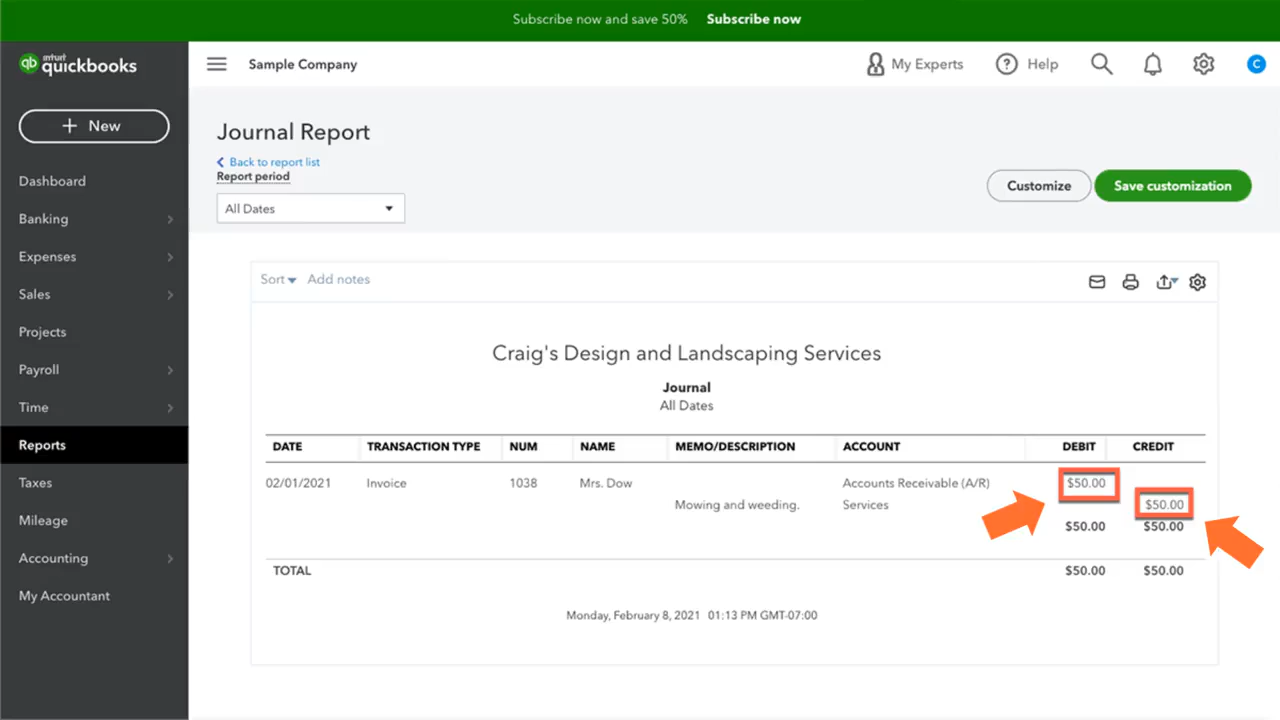 Subscribe now and save 50% Subscribe now
qb intuit quickbooks
Sample Company
My Experts
Help
C
+ New
Dashboard
Banking
Expenses
Sales
Projects
Payroll
Time
Reports
Taxes
Mileage
Accounting
My Accountant
Journal Report
Back to report list
Report period
All Dates
Customize
Save customization
Sort Add notes
Craig's Design and Landscaping Services
Journal
All Dates
DATE TRANSACTION TYPE NUM NAME MEMO/DESCRIPTION ACCOUNT DEBIT CREDIT
02/01/2021 Invoice 1038 Mrs. Dow Accounts Receivable (A/R) $50.00
Mowing and weeding. Services $50.00
$50.00 $50.00
TOTAL $50.00 $50.00
Monday, February 8, 2021 01:13 PM GMT-07:00